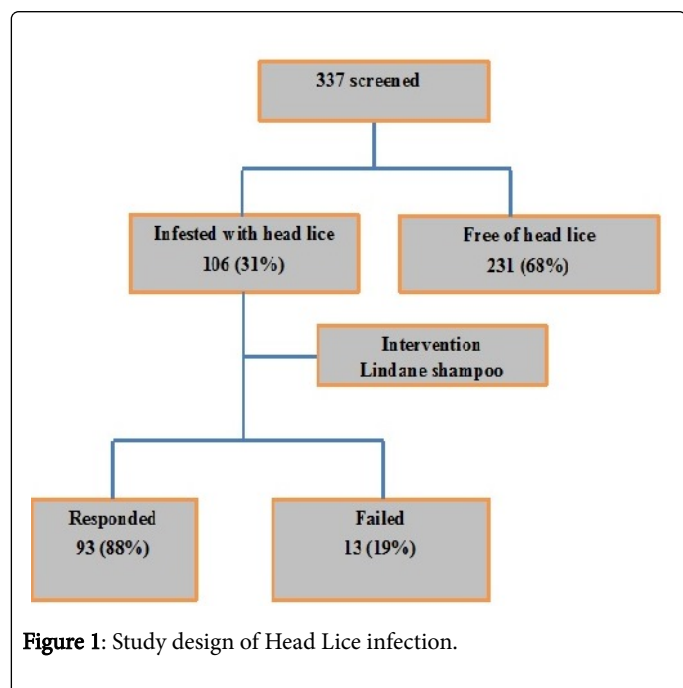 337 screened
Infested with head lice
106 (31%)
Free of head lice
231 (68%)
Intervention
Lindane shampoo
Responded
93 (88%)
Failed
13 (19%)
Figure 1: Study design of Head Lice infection.